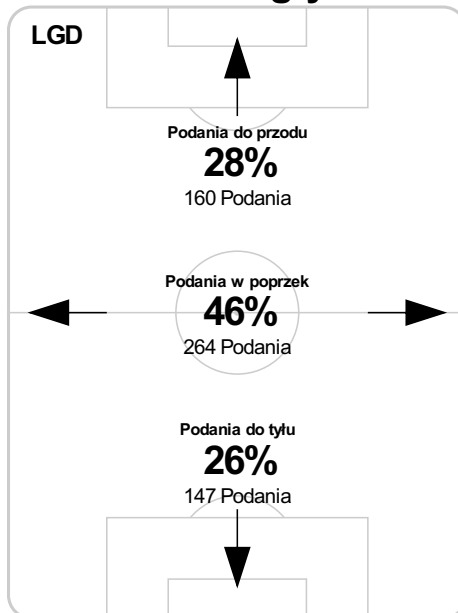 LGD
Podania do przodu
28%
160 Podania
Podania w poprzek
46%
264 Podania
Podania do tyłu
26%
147 Podania